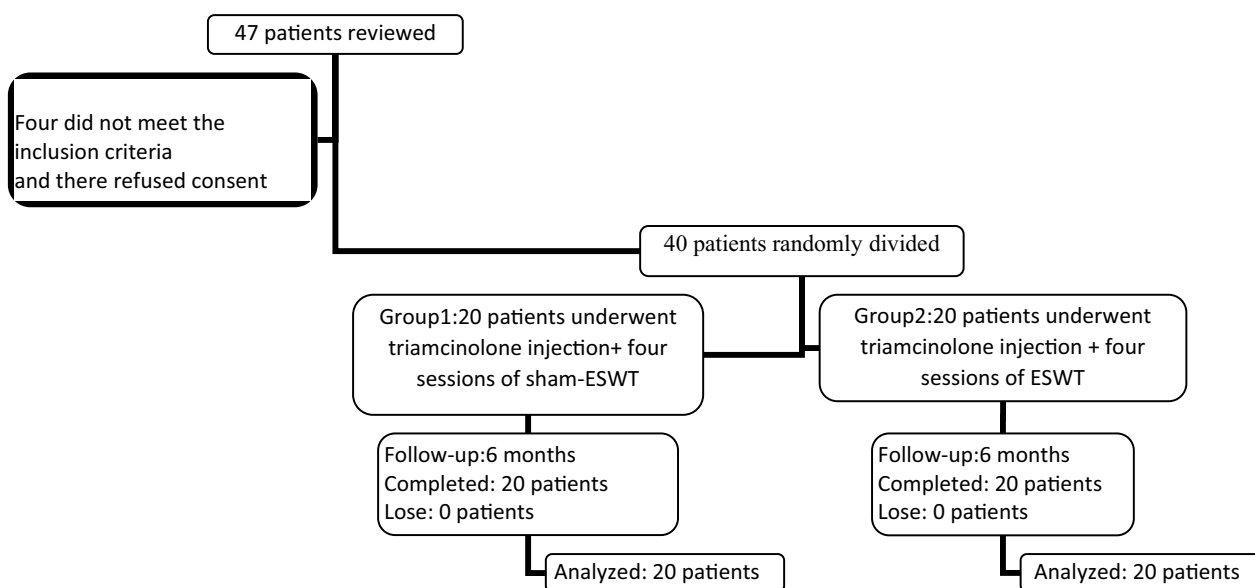 47 patients reviewed
Four did not meet the
inclusion criteria
and there refused consent
40 patients randomly divided
Group1:20 patients underwent
triamcinolone injection+ four
sessions of sham-ESWT
Group2:20 patients underwent
triamcinolone injection + four
sessions of ESWT
Follow-up:6 months
Completed: 20 patients
Lose: 0 patients
Follow-up:6 months
Completed: 20 patients
Lose: 0 patients
Analyzed: 20 patients
Analyzed: 20 patients